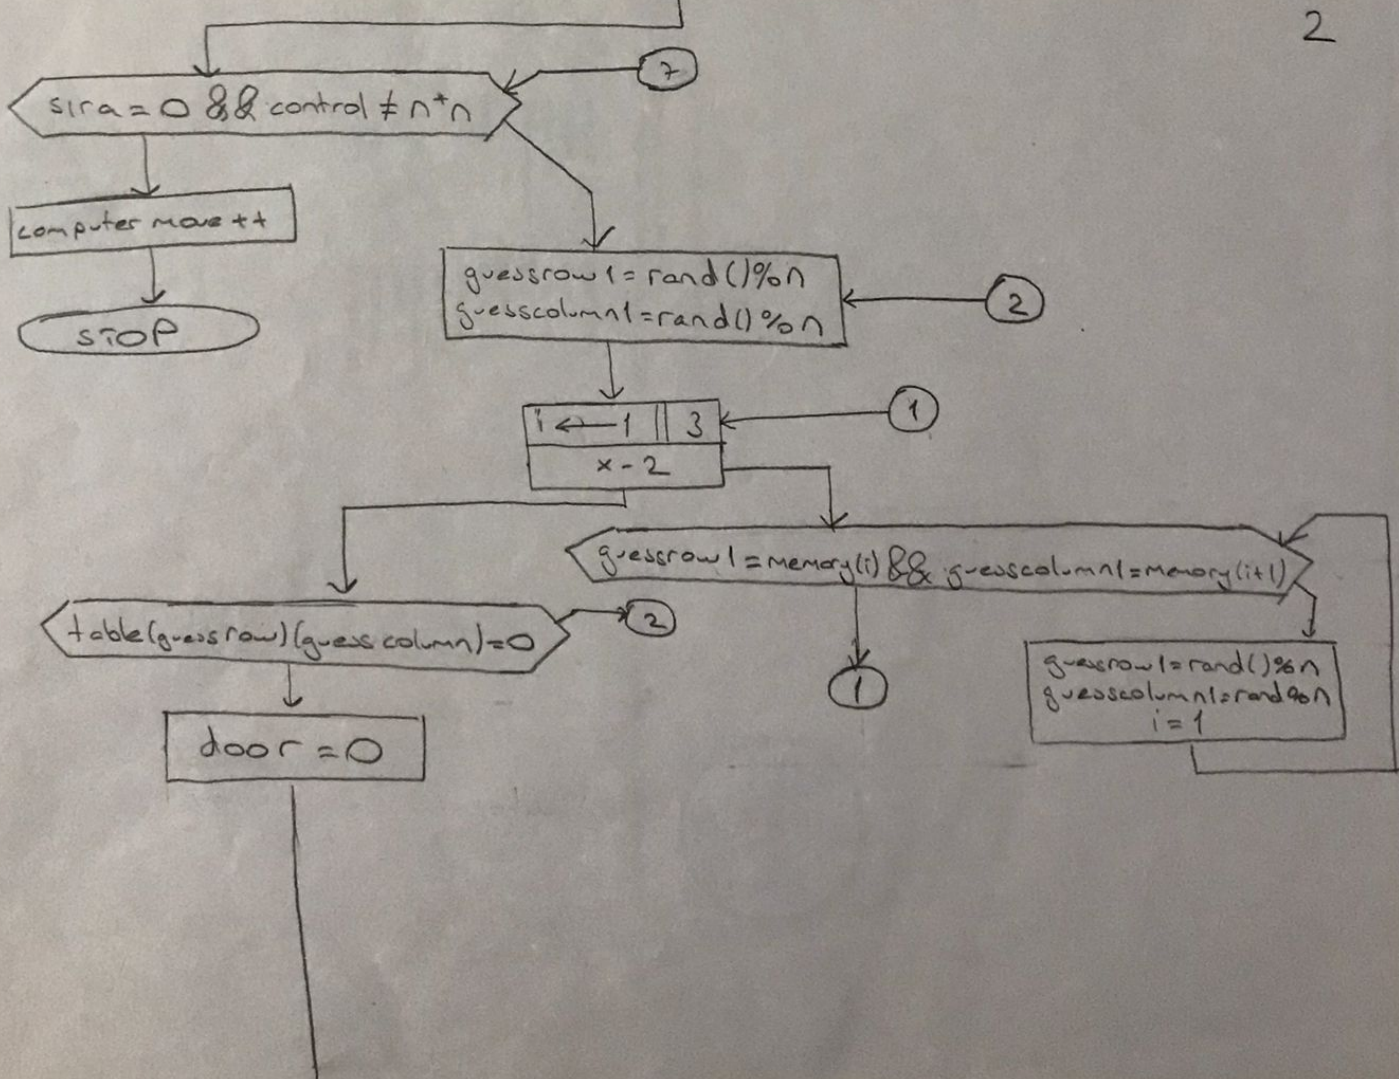 2
7
sıra = 0 && control ≠ n*n
computer move ++
STOP
guessrow1 = rand()%n
guesscolumn1 = rand()%n
2
i ← 1 || 3
x - 2
1
guessrow1 = memory(i) && guesscolumn1 = memory(i+1)
table(guessrow)(guesscolumn) = 0
2
1
guessrow1 = rand()%n
guesscolumn1 = rand%n
i = 1
door = 0